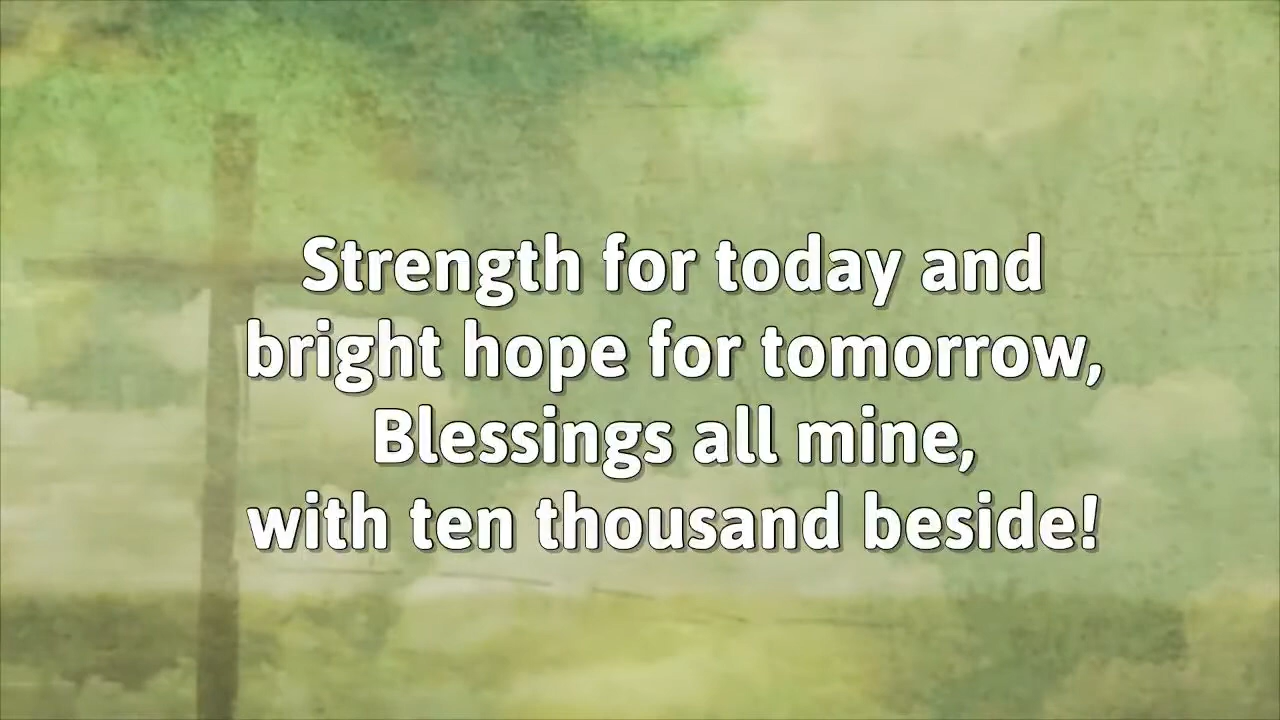 Strength for today and
bright hope for tomorrow,
Blessings all mine,
with ten thousand beside!